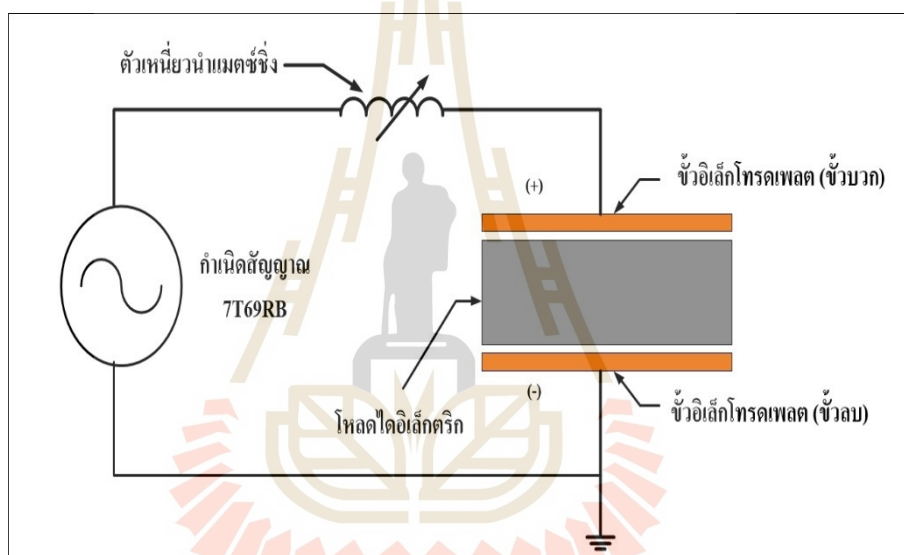 ตัวเหนี่ยวนำแมตซ์ชิ่ง
(+)
ขั้วอิเล็กโทรดเพลต (ขั้วบวก)
กำเนิดสัญญาณ
7T69RB
(-)
โหลดไดอิเล็กตริก
ขั้วอิเล็กโทรดเพลต (ขั้วลบ)